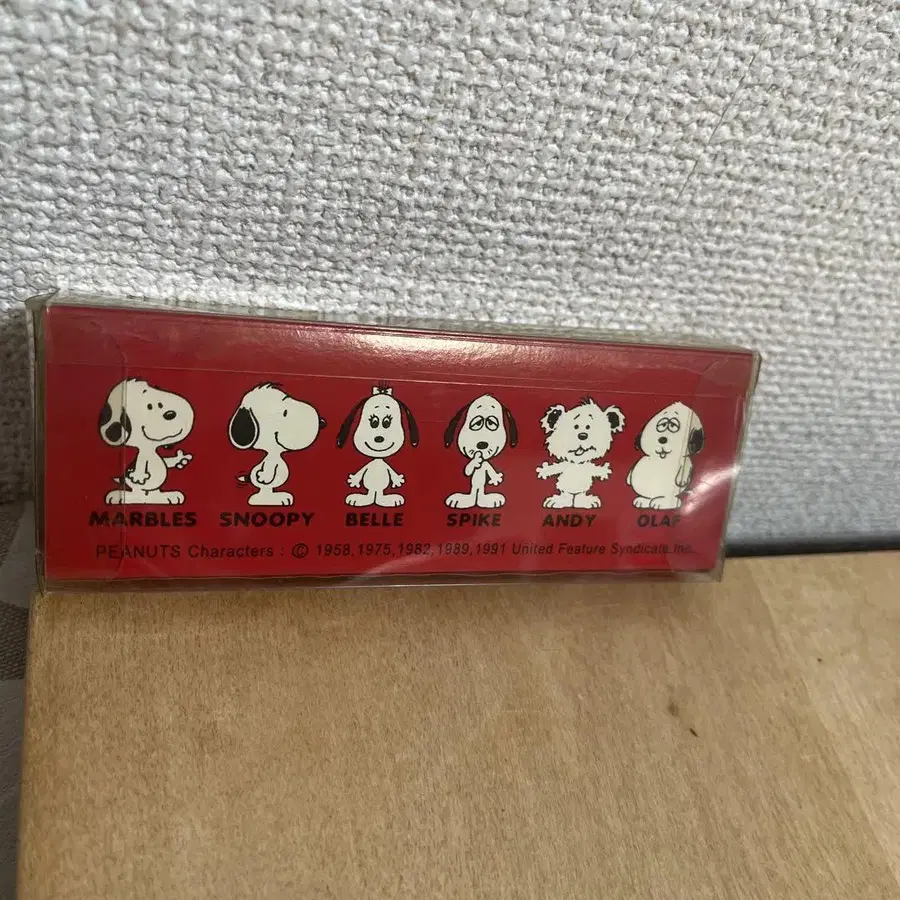 MARBLES SNOOPY BELLE SPIKE ANDY OLAF
PEANUTS Characters : © 1958,1975,1982,1989,1991 United Feature Syndicate.Inc.